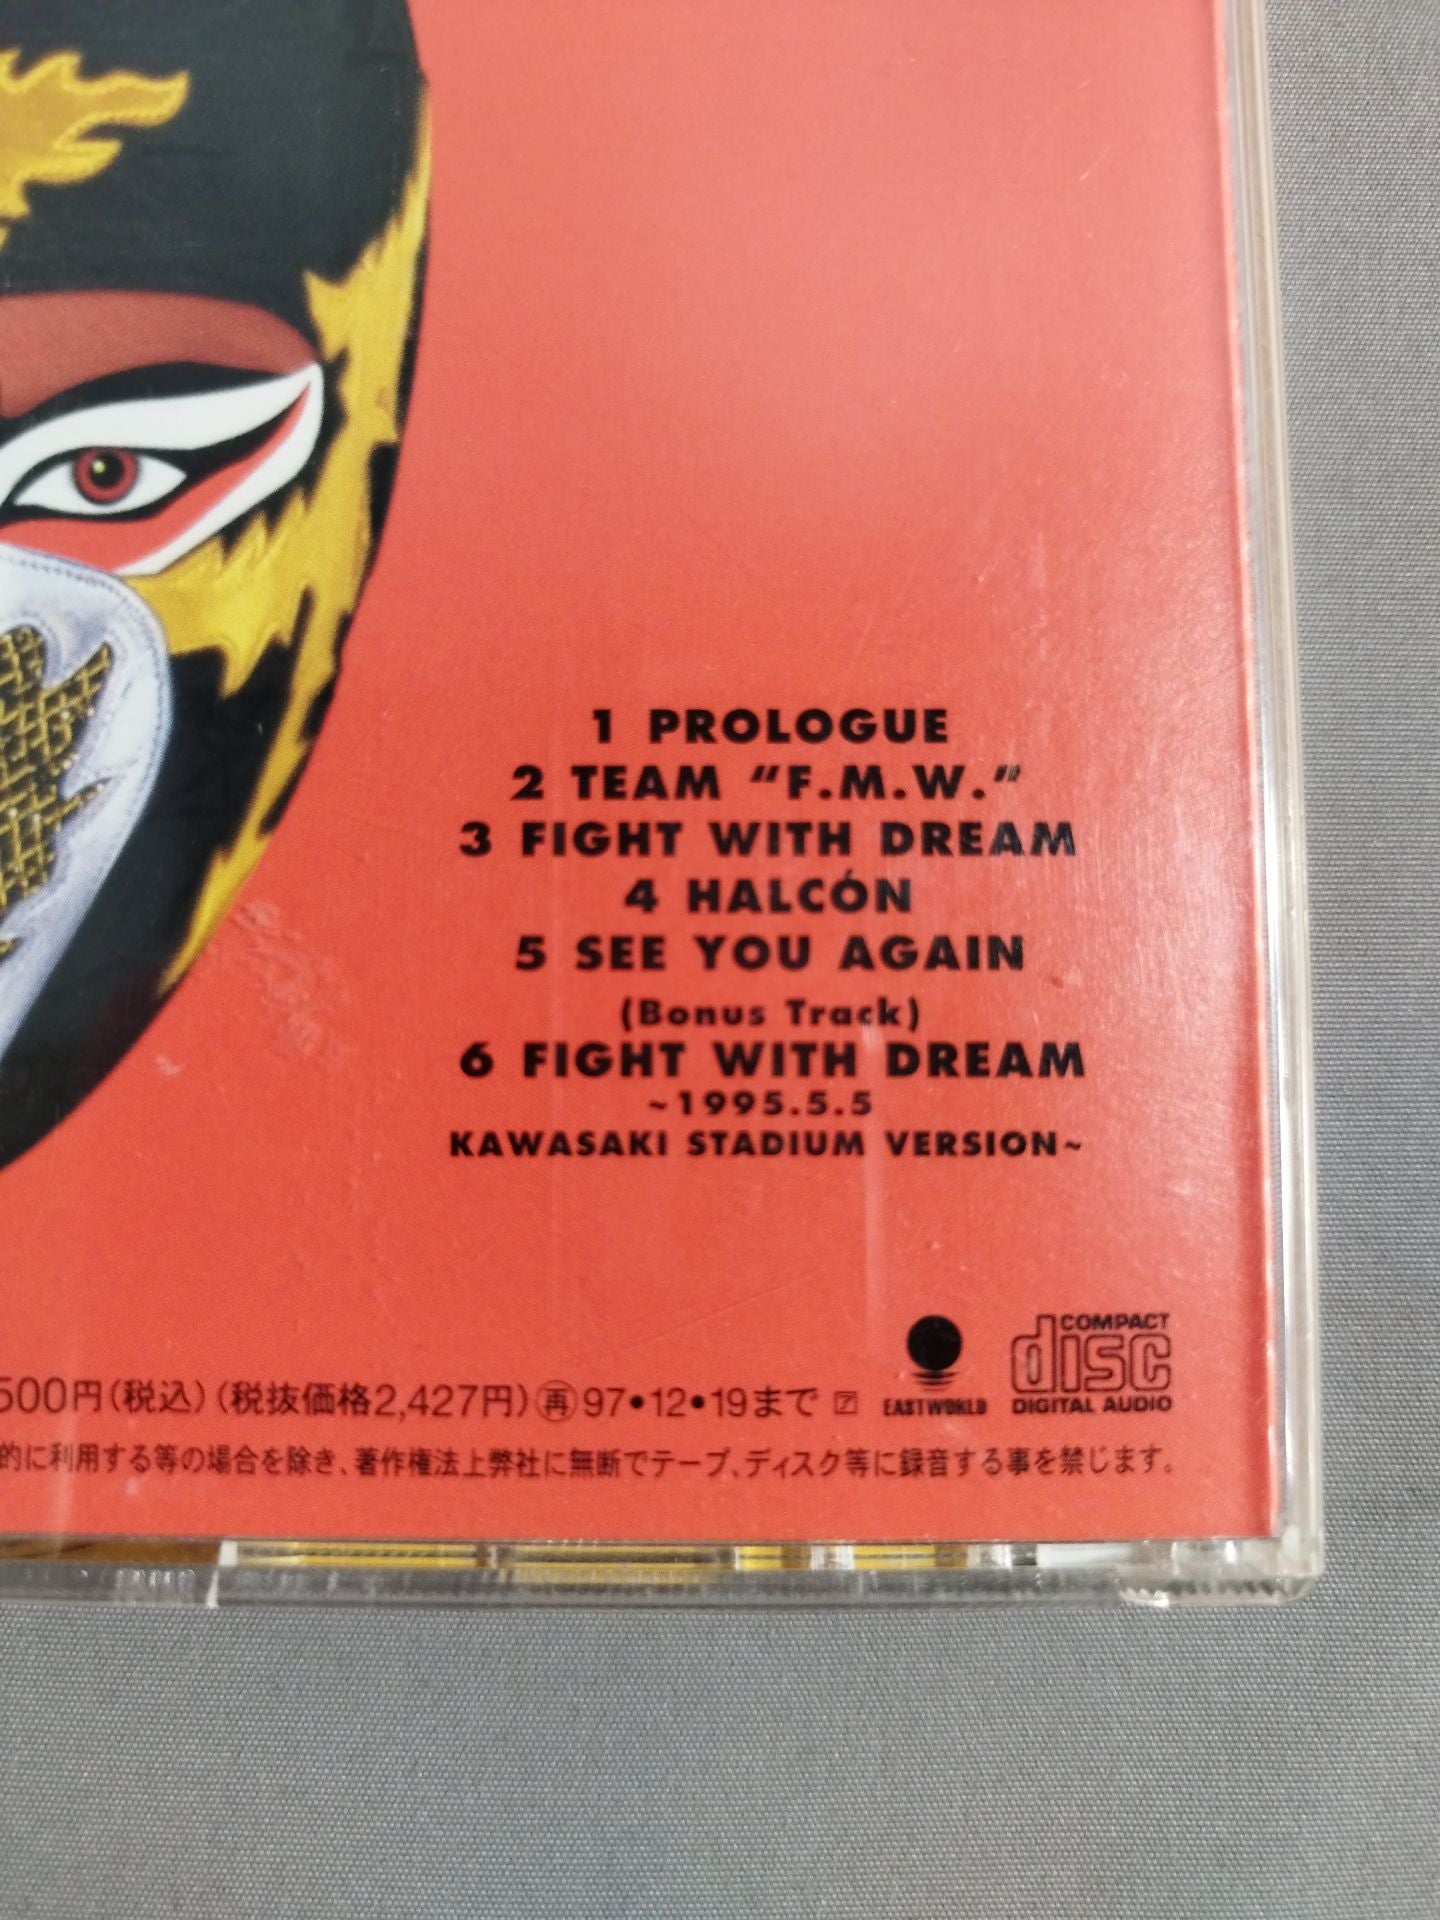 1 PROLOGUE
2 TEAM "F.M.W."
3 FIGHT WITH DREAM
4 HALCÓN
5 SEE YOU AGAIN
(Bonus Track)
6 FIGHT WITH DREAM
~1995.5.5
KAWASAKI STADIUM VERSION~
EASTWORLD
COMPACT
disc
DIGITAL AUDIO
500円(税込)(税抜価格2,427円)㊢97•12•19まで
的に利用する等の場合を除き、著作権法上弊社に無断でテープ、ディスク等に録音する事を禁じます。